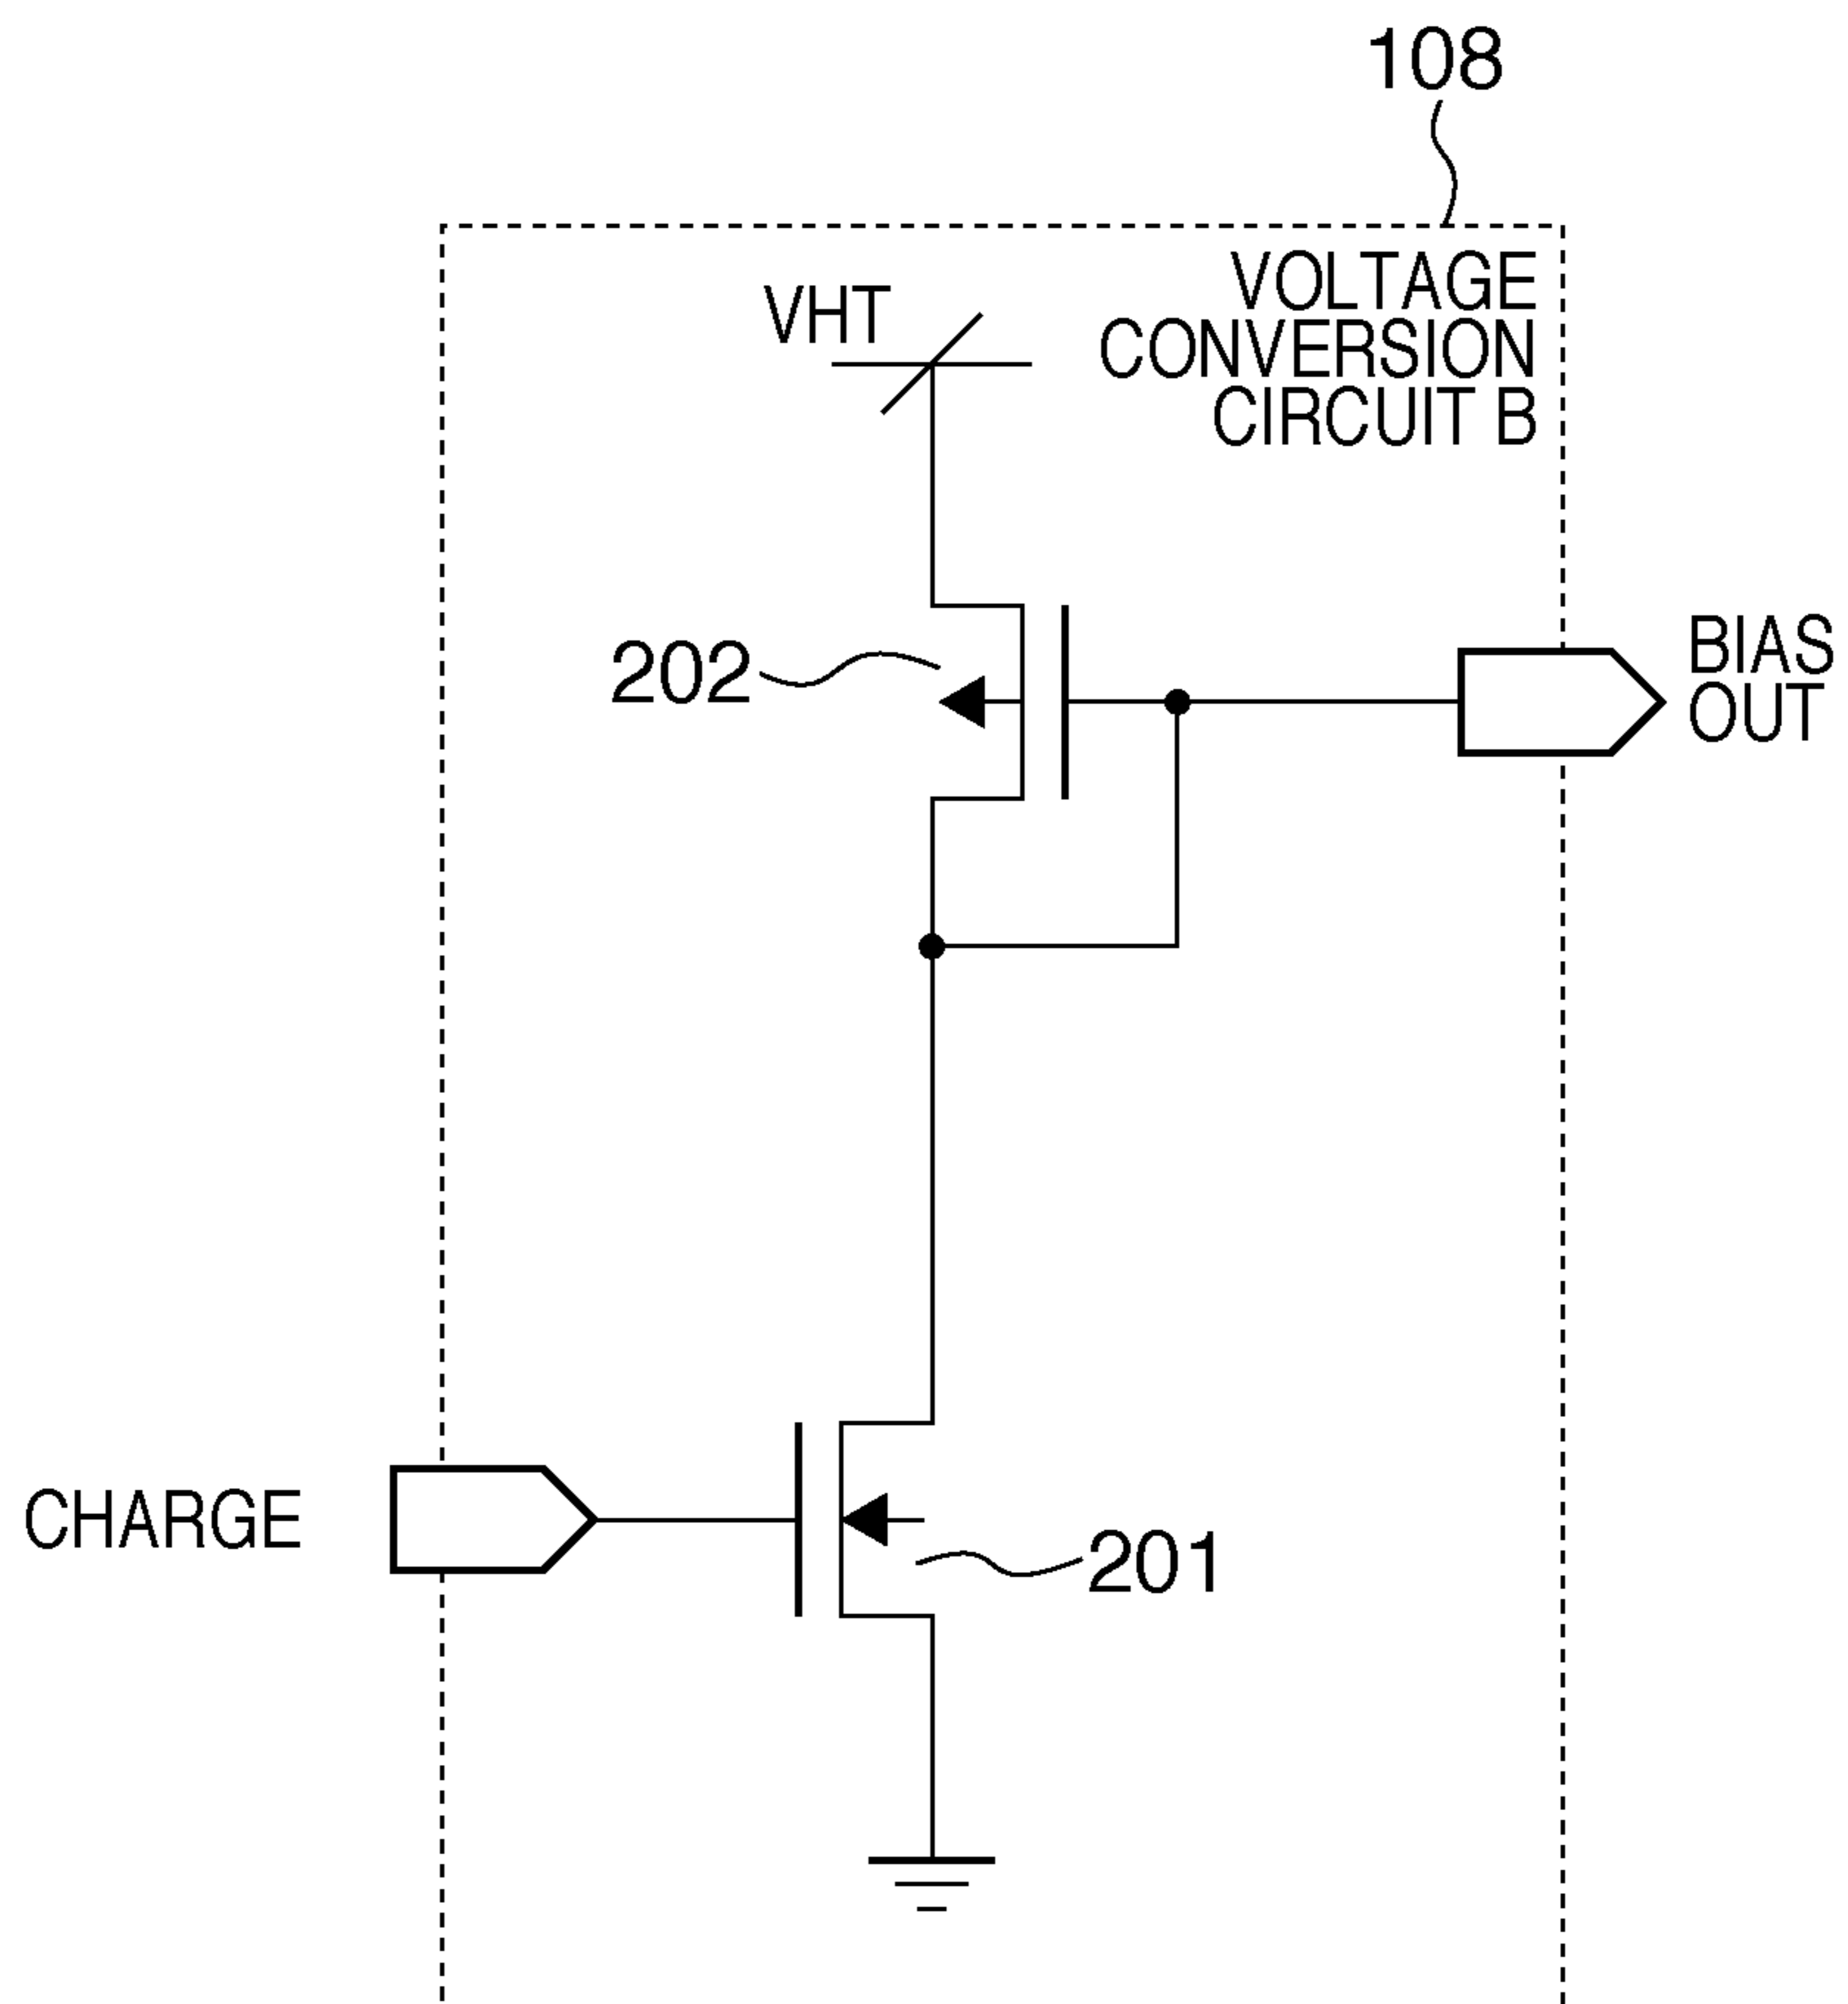 108
VOLTAGE
CONVERSION
CIRCUIT B
VHT
202
BIAS
OUT
CHARGE
201